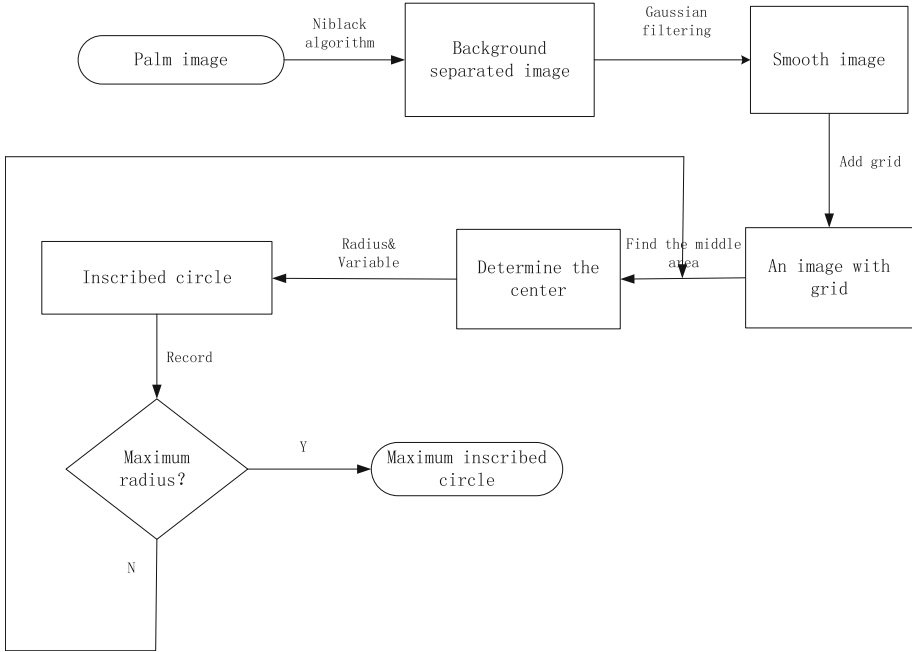 Palm image
Niblack
algorithm
Background
separated image
Gaussian
filtering
Smooth image
Add grid
An image with
grid
Find the middle
area
Determine the
center
Radius&
Variable
Inscribed circle
Record
Maximum
radius?
Y
Maximum inscribed
circle
N